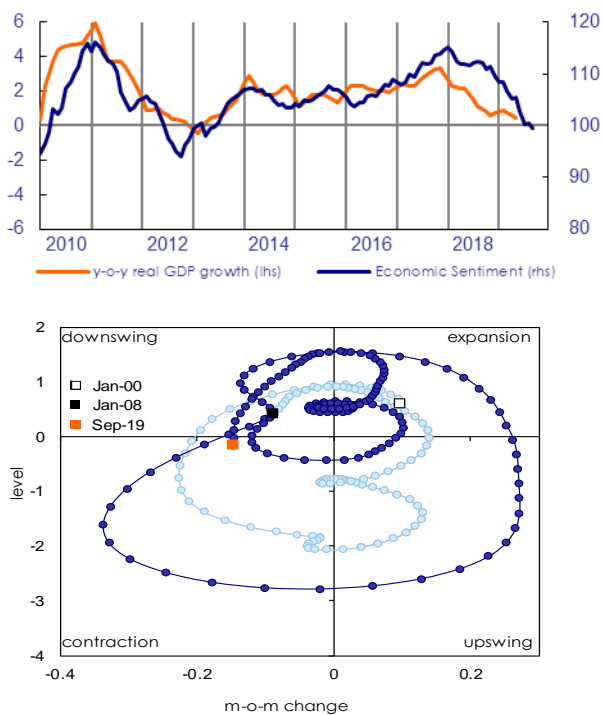 6 120
4 110
2
0 100
-2
-4 90
-6 80
2010 2012 2014 2016 2018
y-o-y real GDP growth (lhs) Economic Sentiment (rhs)
2
downswing expansion
1
Jan-00
Jan-08
Sep-19
0
level
-1
-2
-3
contraction upswing
-4
-0.4 -0.2 0
m-o-m change